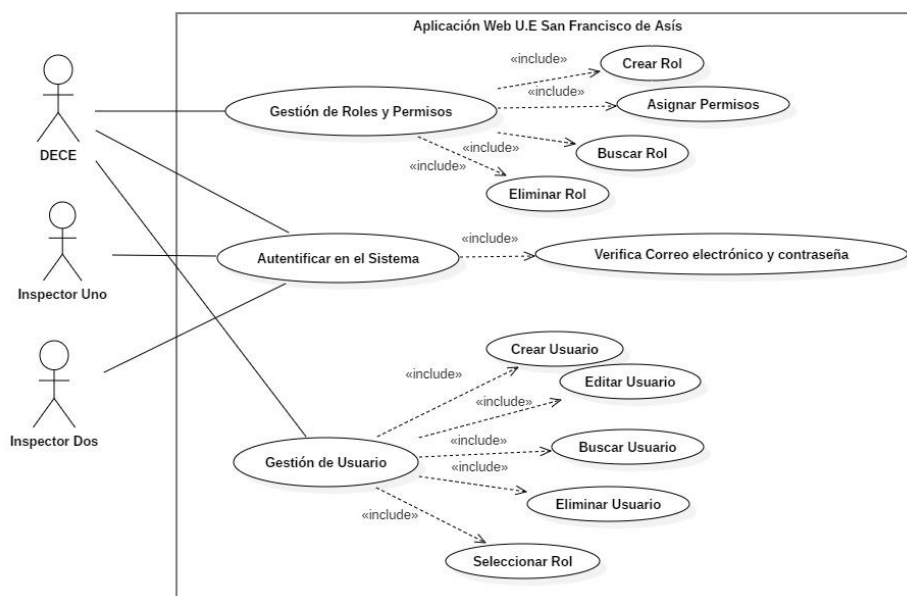 Aplicación Web U.E San Francisco de Asís
«include»
Crear Rol
«include»
Asignar Permisos
Gestión de Roles y Permisos
DECE
«include»
Buscar Rol
«include»
Eliminar Rol
«include»
Autentificar en el Sistema
Verifica Correo electrónico y contraseña
Inspector Uno
Inspector Dos
Crear Usuario
«include»
Editar Usuario
«include»
«include»
Buscar Usuario
Gestión de Usuario
«include»
Eliminar Usuario
«include»
Seleccionar Rol